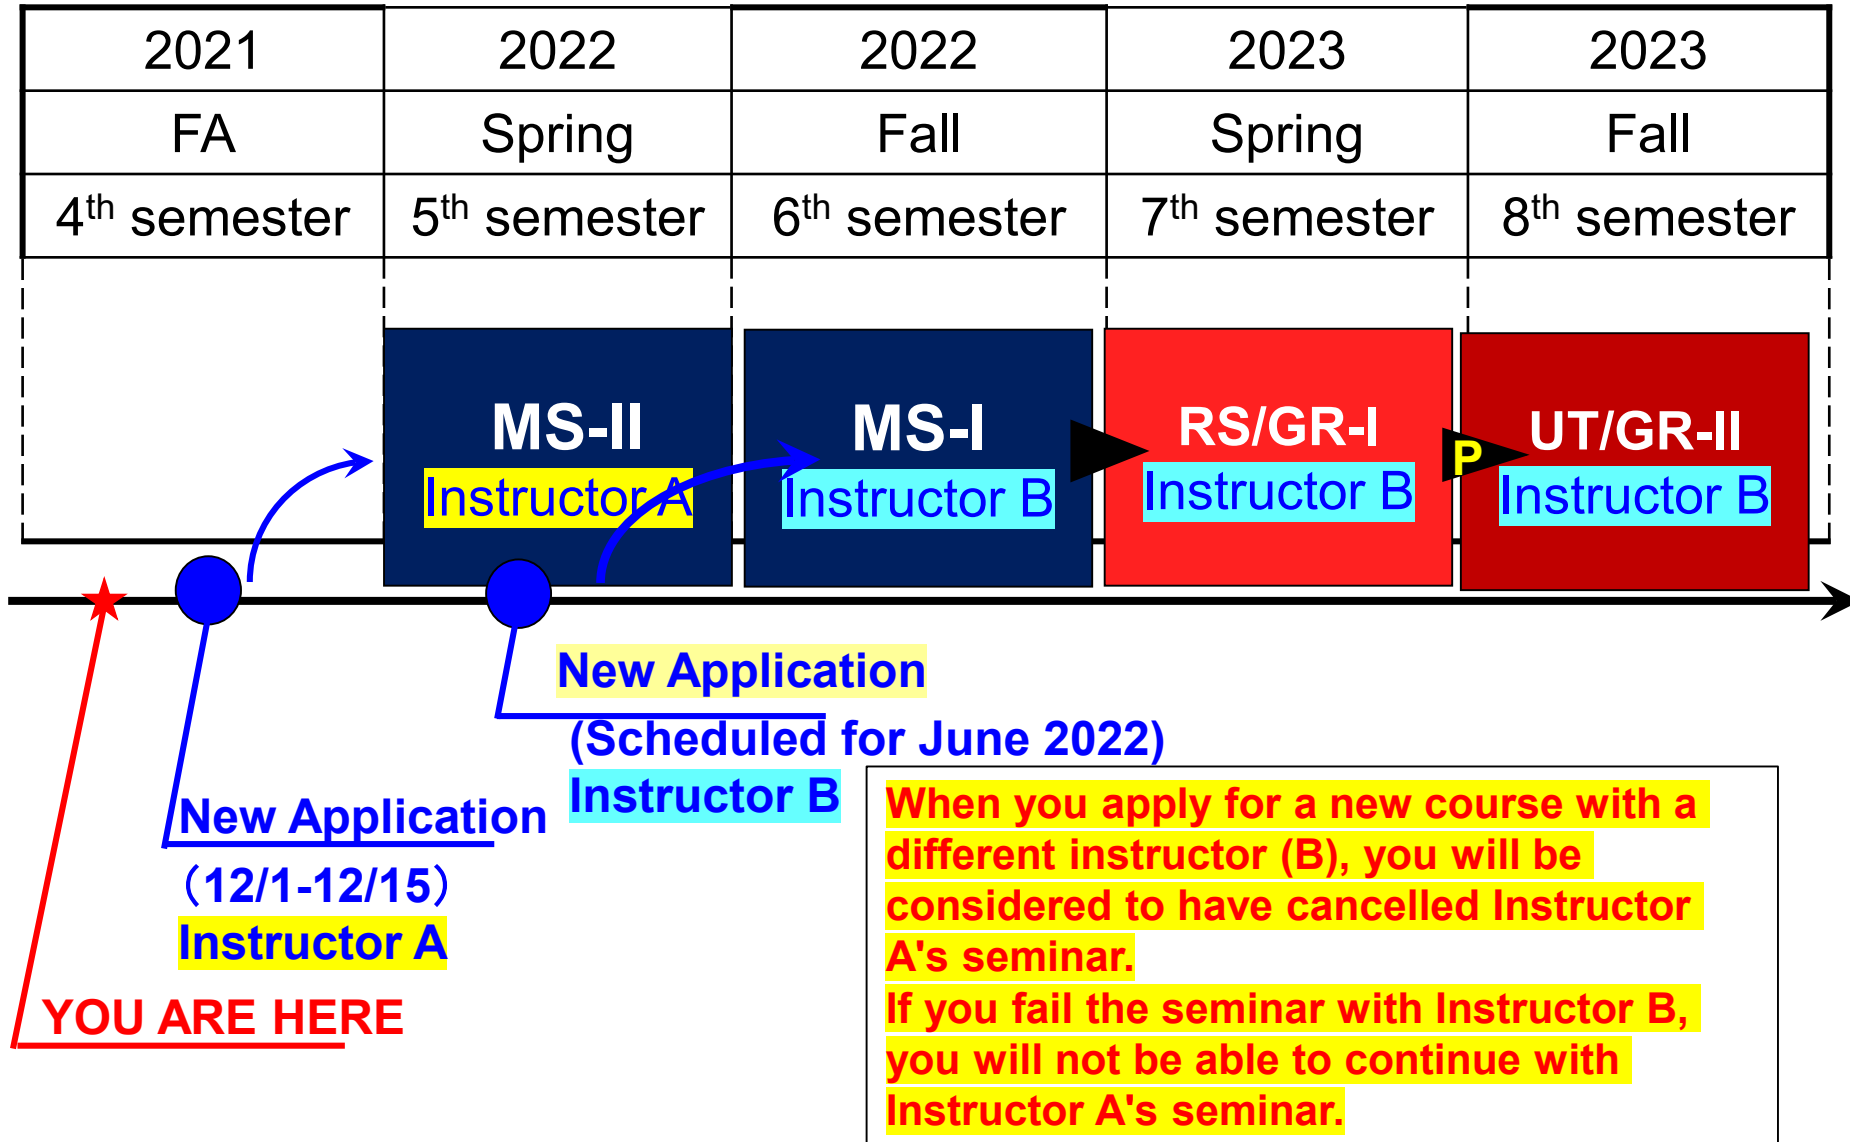 2021 2022 2022 2023 2023
FA Spring Fall Spring Fall
4th semester 5th semester 6th semester 7th semester 8th semester
MS-II MS-I RS/GR-I UT/GR-II
Instructor A Instructor B Instructor B P Instructor B
New Application
(Scheduled for June 2022)
Instructor B
New Application
（12/1-12/15）
Instructor A
YOU ARE HERE
When you apply for a new course with a
different instructor (B), you will be
considered to have cancelled Instructor
A's seminar.
If you fail the seminar with Instructor B,
you will not be able to continue with
Instructor A's seminar.